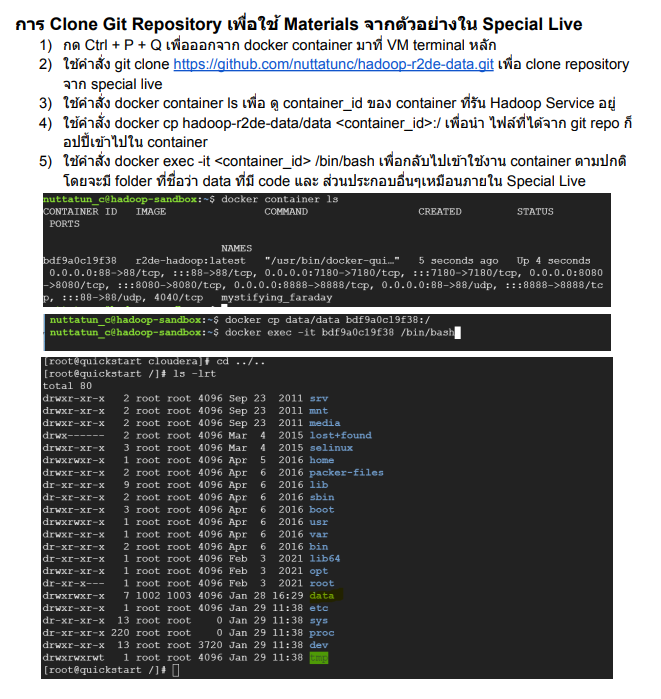 การ Clone Git Repository เพื่อใช้ Materials จากตัวอย่างใน Special Live
1) กด Ctrl + P + Q เพื่อออกจาก docker container มาที่ VM terminal หลัก
2) ใช้คำสั่ง git clone https://github.com/nuttatunc/hadoop-r2de-data.git เพื่อ clone repository
จาก special live
3) ใช้คำสั่ง docker container ls เพื่อ ดู container_id ของ container ที่รัน Hadoop Service อยู่
4) ใช้คำสั่ง docker cp hadoop-r2de-data/data <container_id>:/ เพื่อนำ ไฟล์ที่ได้จาก git repo ก็
อปปี้เข้าไปใน container
5) ใช้คำสั่ง docker exec -it <container_id> /bin/bash เพื่อกลับไปเข้าใช้งาน container ตามปกติ
โดยจะมี folder ที่ชื่อว่า data ที่มี code และ ส่วนประกอบอื่นๆเหมือนภายใน Special Live
nuttatun_c@hadoop-sandbox:~$ docker container ls
CONTAINER ID IMAGE COMMAND CREATED STATUS
PORTS
NAMES
bdf9a0c19f38 r2de-hadoop:latest "/usr/bin/docker-qui…" 5 seconds ago Up 4 seconds
0.0.0.0:88->88/tcp, :::88->88/tcp, 0.0.0.0:7180->7180/tcp, :::7180->7180/tcp, 0.0.0.0:8080
->8080/tcp, :::8080->8080/tcp, 0.0.0.0:8888->8888/tcp, 0.0.0.0:88->88/udp, :::8888->8888/tc
p, :::88->88/udp, 4040/tcp mystifying_faraday
nuttatun_c@hadoop-sandbox:~$ docker cp data/data bdf9a0c19f38:/
nuttatun_c@hadoop-sandbox:~$ docker exec -it bdf9a0c19f38 /bin/bash
[root@quickstart cloudera]# cd ../..
[root@quickstart /]# ls -lrt
total 80
drwxr-xr-x 2 root root 4096 Sep 23 2011 srv
drwxr-xr-x 2 root root 4096 Sep 23 2011 mnt
drwxr-xr-x 2 root root 4096 Sep 23 2011 media
drwx------ 2 root root 4096 Mar 4 2015 lost+found
drwxr-xr-x 3 root root 4096 Mar 4 2015 selinux
drwxrwxr-x 1 root root 4096 Apr 5 2016 home
drwxr-xr-x 2 root root 4096 Apr 6 2016 packer-files
dr-xr-xr-x 9 root root 4096 Apr 6 2016 lib
dr-xr-xr-x 2 root root 4096 Apr 6 2016 sbin
drwxr-xr-x 3 root root 4096 Apr 6 2016 boot
drwxrwxr-x 1 root root 4096 Apr 6 2016 usr
drwxrwxr-x 1 root root 4096 Apr 6 2016 var
dr-xr-xr-x 2 root root 4096 Apr 6 2016 bin
dr-xr-xr-x 1 root root 4096 Feb 3 2021 lib64
drwxrwxr-x 1 root root 4096 Feb 3 2021 opt
dr-xr-x--- 1 root root 4096 Feb 3 2021 root
drwxrwxr-x 7 1002 1003 4096 Jan 28 16:29 data
drwxrwxr-x 1 root root 4096 Jan 29 11:38 etc
dr-xr-xr-x 13 root root 0 Jan 29 11:38 sys
dr-xr-xr-x 220 root root 0 Jan 29 11:38 proc
drwxr-xr-x 13 root root 3720 Jan 29 11:38 dev
drwxrwxrwt 1 root root 4096 Jan 29 11:38 tmp
[root@quickstart /]#